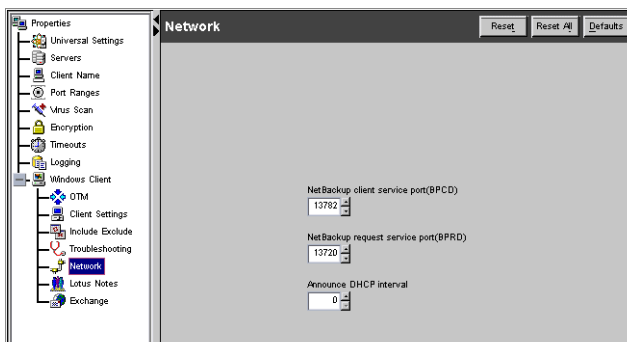 Properties
Universal Settings
Servers
Client Name
Port Ranges
Virus Scan
Encryption
Timeouts
Logging
Windows Client
OTM
Client Settings
Include Exclude
Troubleshooting
Network
Lotus Notes
Exchange
Network
Reset
Reset All
Defaults
NetBackup client service port(BPCD)
13782
NetBackup request service port(BPRD)
13720
Announce DHCP interval
0